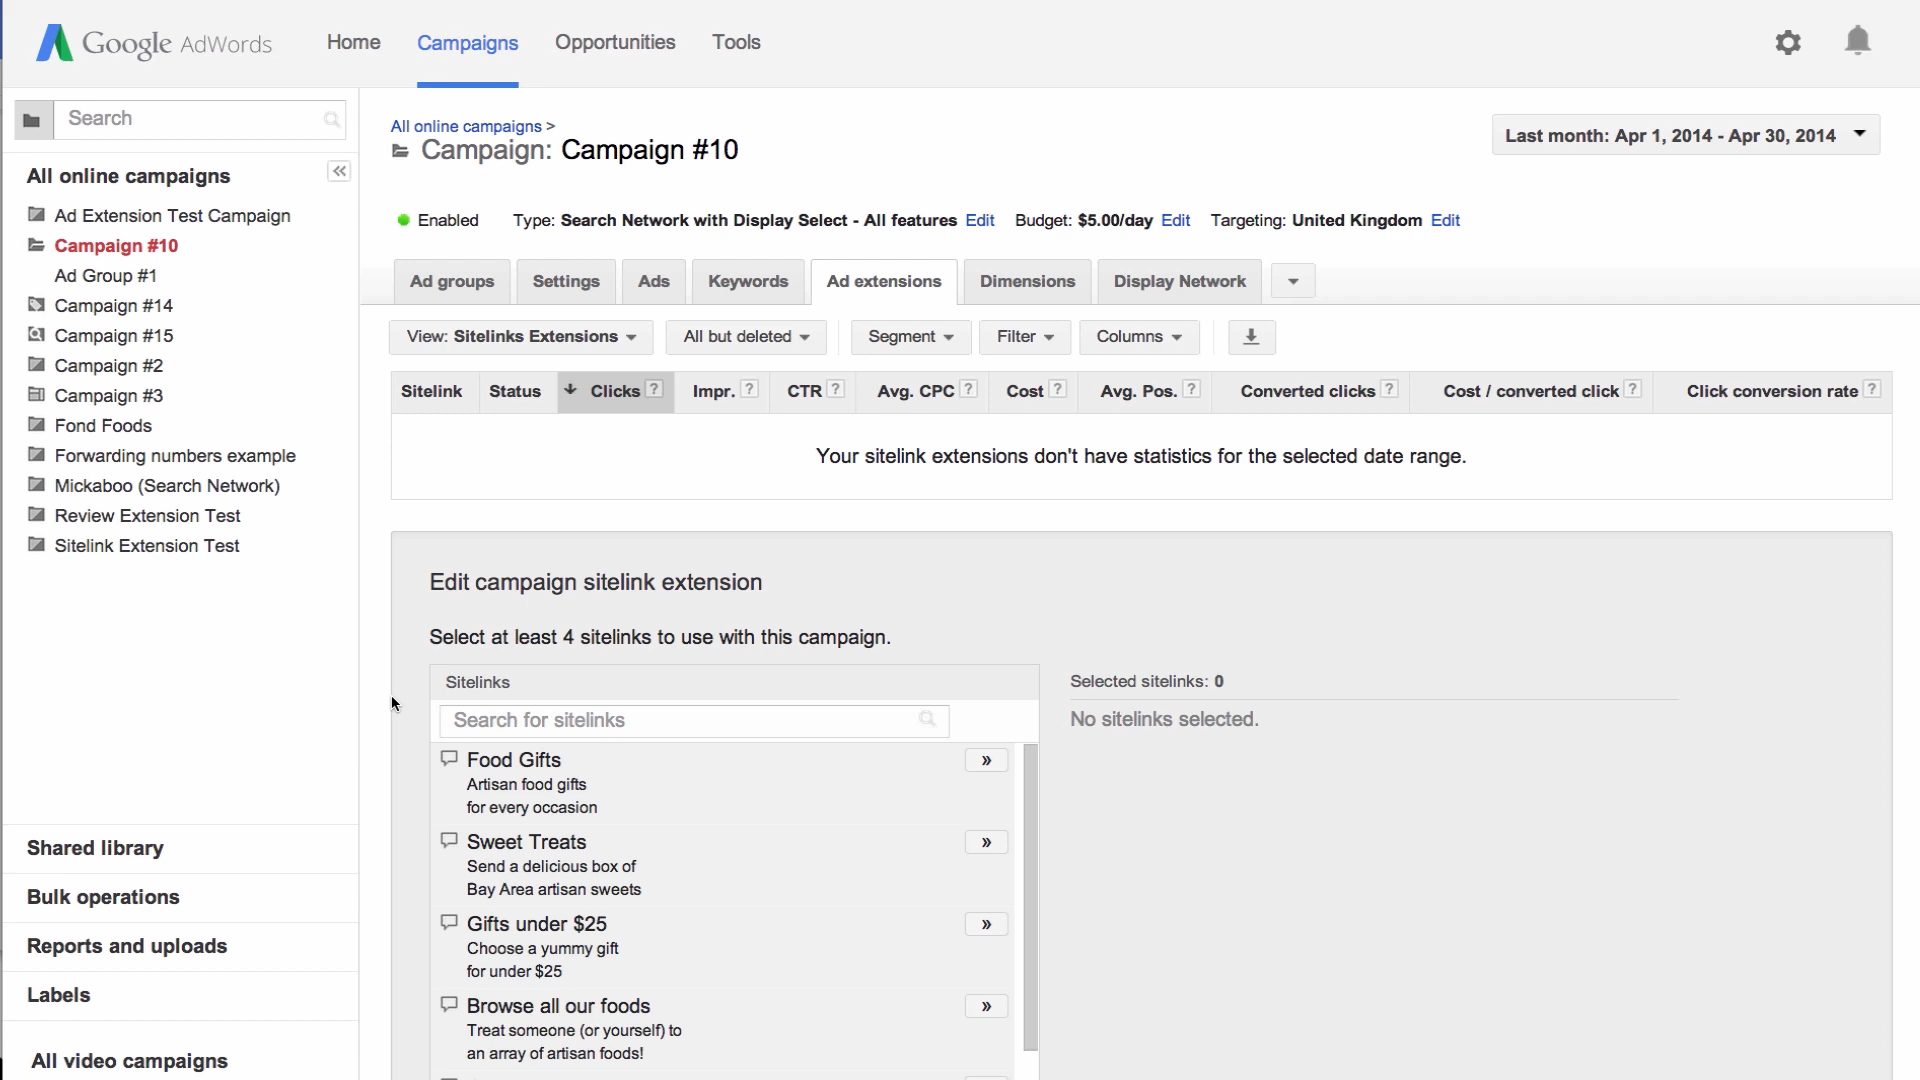 Google AdWords Home Campaigns Opportunities Tools
Search
All online campaigns
Ad Extension Test Campaign
Campaign #10
Ad Group #1
Campaign #14
Campaign #15
Campaign #2
Campaign #3
Fond Foods
Forwarding numbers example
Mickaboo (Search Network)
Review Extension Test
Sitelink Extension Test
Shared library
Bulk operations
Reports and uploads
Labels
All video campaigns
All online campaigns >
Campaign: Campaign #10
Last month: Apr 1, 2014 - Apr 30, 2014
Enabled Type: Search Network with Display Select - All features Edit Budget: $5.00/day Edit Targeting: United Kingdom Edit
Ad groups Settings Ads Keywords Ad extensions Dimensions Display Network
View: Sitelinks Extensions All but deleted Segment Filter Columns
Sitelink Status Clicks ? Impr. ? CTR ? Avg. CPC ? Cost ? Avg. Pos. ? Converted clicks ? Cost / converted click ? Click conversion rate ?
Your sitelink extensions don't have statistics for the selected date range.
Edit campaign sitelink extension
Select at least 4 sitelinks to use with this campaign.
Sitelinks
Search for sitelinks
Food Gifts »
Artisan food gifts
for every occasion
Sweet Treats »
Send a delicious box of
Bay Area artisan sweets
Gifts under $25 »
Choose a yummy gift
for under $25
Browse all our foods »
Treat someone (or yourself) to
an array of artisan foods!
Selected sitelinks: 0
No sitelinks selected.